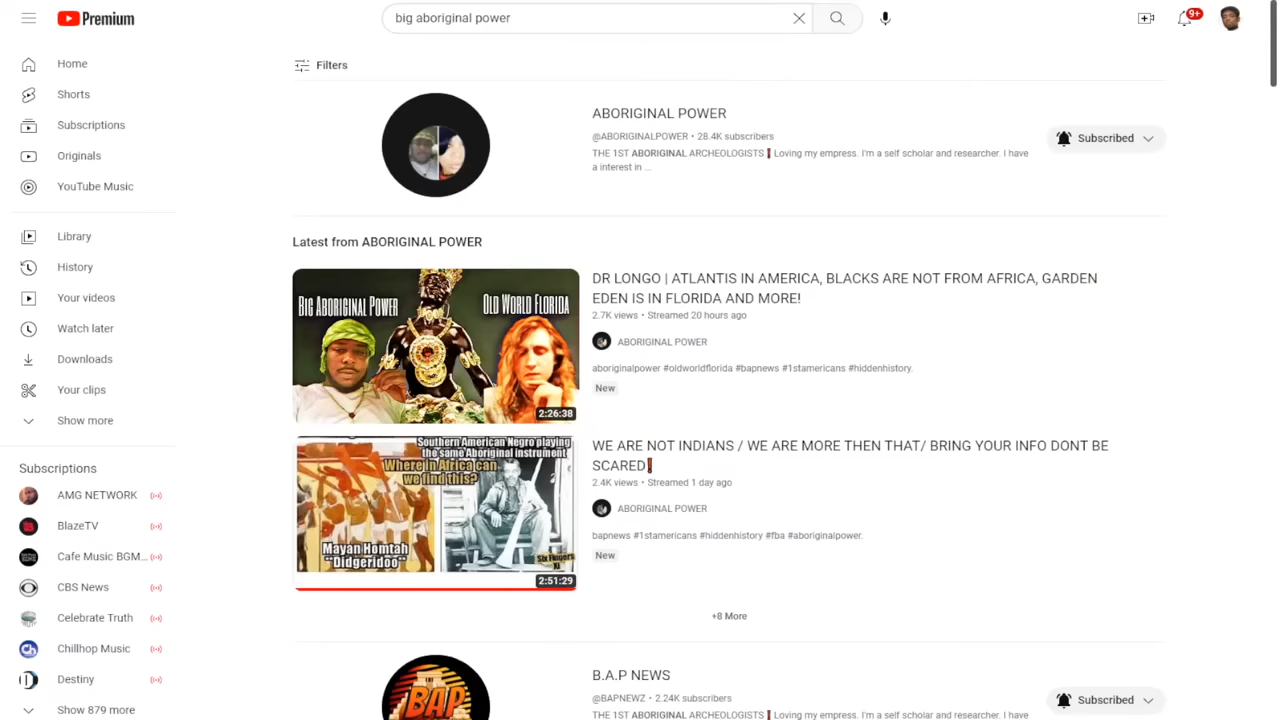 Premium
big aboriginal power
9+
Home
Shorts
Subscriptions
Originals
YouTube Music
Library
History
Your videos
Watch later
Downloads
Your clips
Show more
Subscriptions
AMG NETWORK
BlazeTV
Cafe Music BGM...
CBS News
Celebrate Truth
Chillhop Music
Destiny
Show 879 more
Filters
ABORIGINAL POWER
@ABORIGINALPOWER • 28.4K subscribers
THE 1ST ABORIGINAL ARCHEOLOGISTS❗Loving my empress. I'm a self scholar and researcher. I have
a interest in ...
Subscribed
Latest from ABORIGINAL POWER
BIG ABORIGINAL POWER
OLD WORLD FLORIDA
2:26:38
DR LONGO | ATLANTIS IN AMERICA, BLACKS ARE NOT FROM AFRICA, GARDEN
EDEN IS IN FLORIDA AND MORE!
2.7K views • Streamed 20 hours ago
ABORIGINAL POWER
aboriginalpower #oldworldflorida #bapnews #1stamericans #hiddenhistory.
New
Southern American Negro playing
the same Aboriginal instrument
Where in Africa can
we find this?
Mayan Homtah
"Didgeridoo"
Six Fingers
Ki
2:51:29
WE ARE NOT INDIANS / WE ARE MORE THEN THAT/ BRING YOUR INFO DONT BE
SCARED❗
2.4K views • Streamed 1 day ago
ABORIGINAL POWER
bapnews #1stamericans #hiddenhistory #fba #aboriginalpower.
New
+8 More
BAP
B.A.P NEWS
@BAPNEWZ • 2.24K subscribers
THE 1ST ABORIGINAL ARCHEOLOGISTS❗Loving my empress. I'm a self scholar and researcher. I have
Subscribed